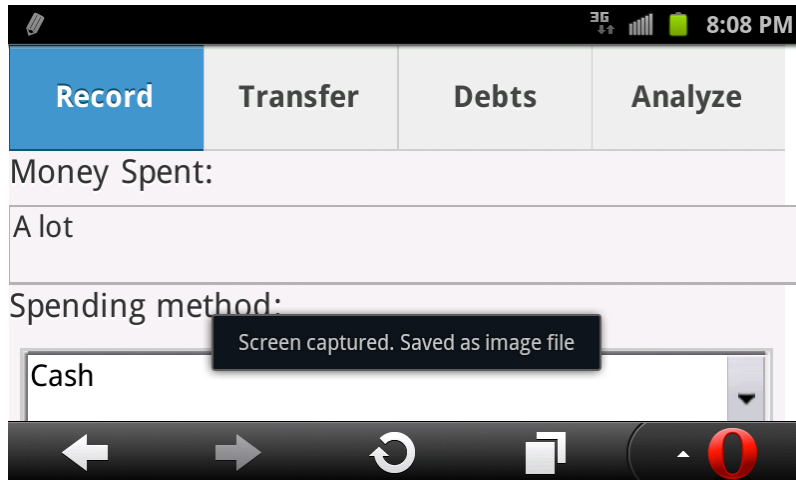 3G 8:08 PM
Record Transfer Debts Analyze
Money Spent:
A lot
Spending method:
Screen captured. Saved as image file
Cash